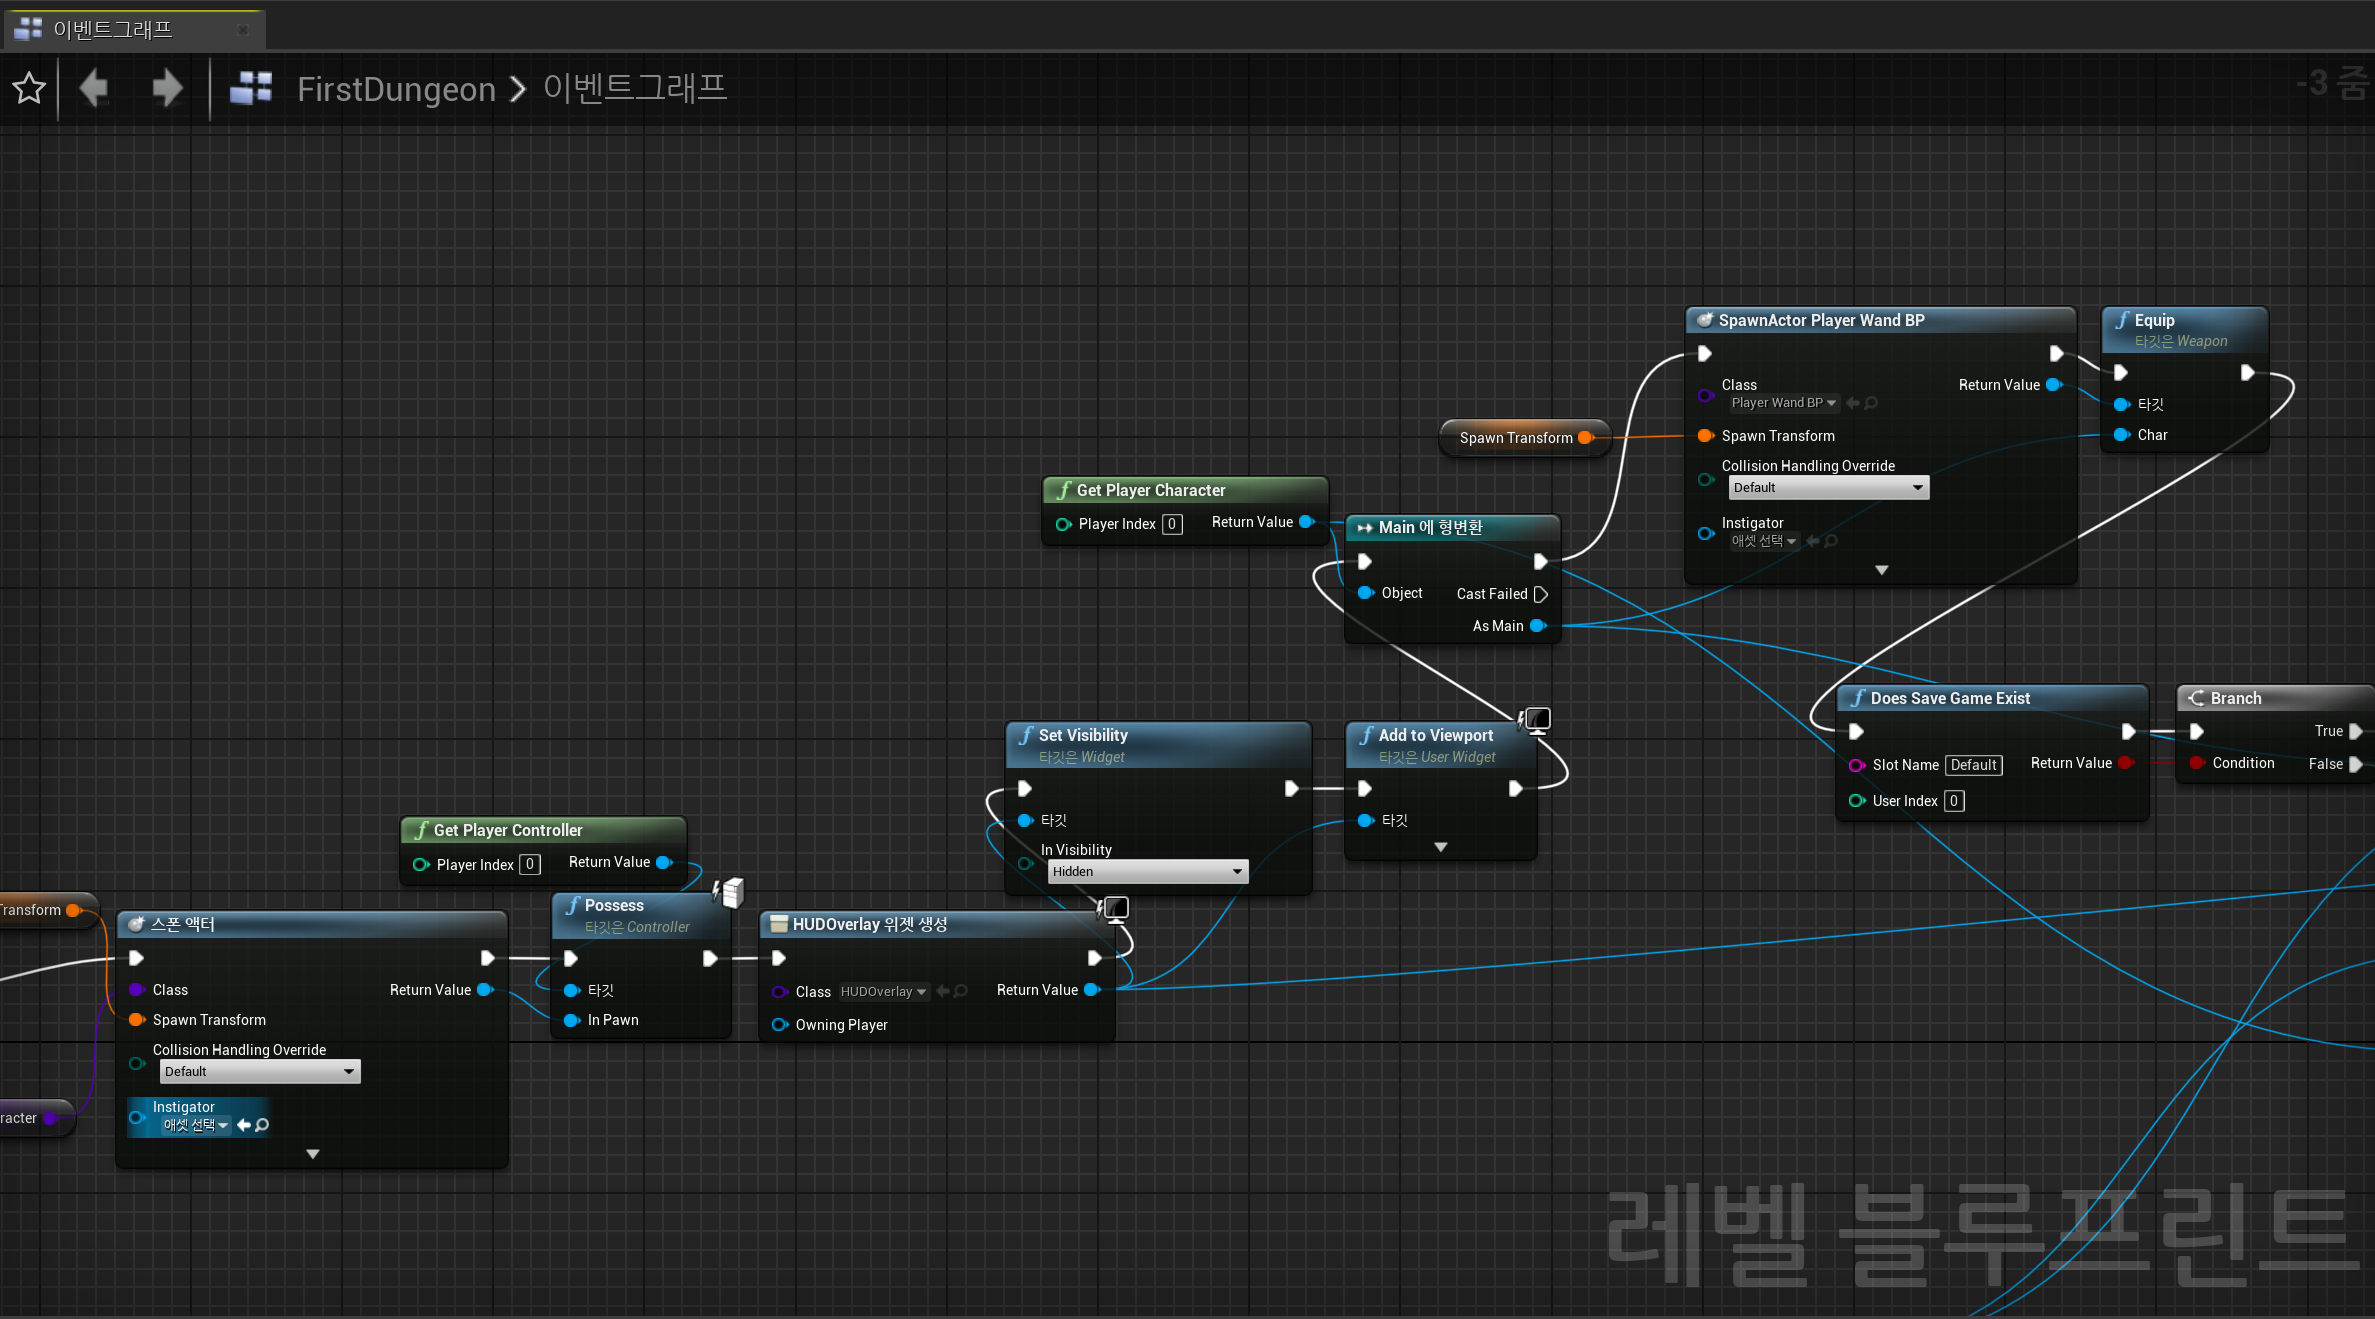 이벤트그래프
FirstDungeon > 이벤트그래프
-3 줌
SpawnActor Player Wand BP
Class
Player Wand BP
Return Value
Spawn Transform
Collision Handling Override
Default
Instigator
애셋 선택
Equip
타깃은 Weapon
타깃
Char
Spawn Transform
Get Player Character
Player Index 0
Return Value
Main 에 형변환
Object
Cast Failed
As Main
Does Save Game Exist
Slot Name Default
Return Value
User Index 0
Branch
True
Condition
False
Set Visibility
타깃은 Widget
타깃
In Visibility
Hidden
Add to Viewport
타깃은 User Widget
타깃
Get Player Controller
Player Index 0
Return Value
Transform
스폰 액터
Class
Return Value
Spawn Transform
Collision Handling Override
Default
Instigator
애셋 선택
racter
Possess
타깃은 Controller
타깃
In Pawn
HUDOverlay 위젯 생성
Class HUDOverlay
Return Value
Owning Player
레벨 블루프린트